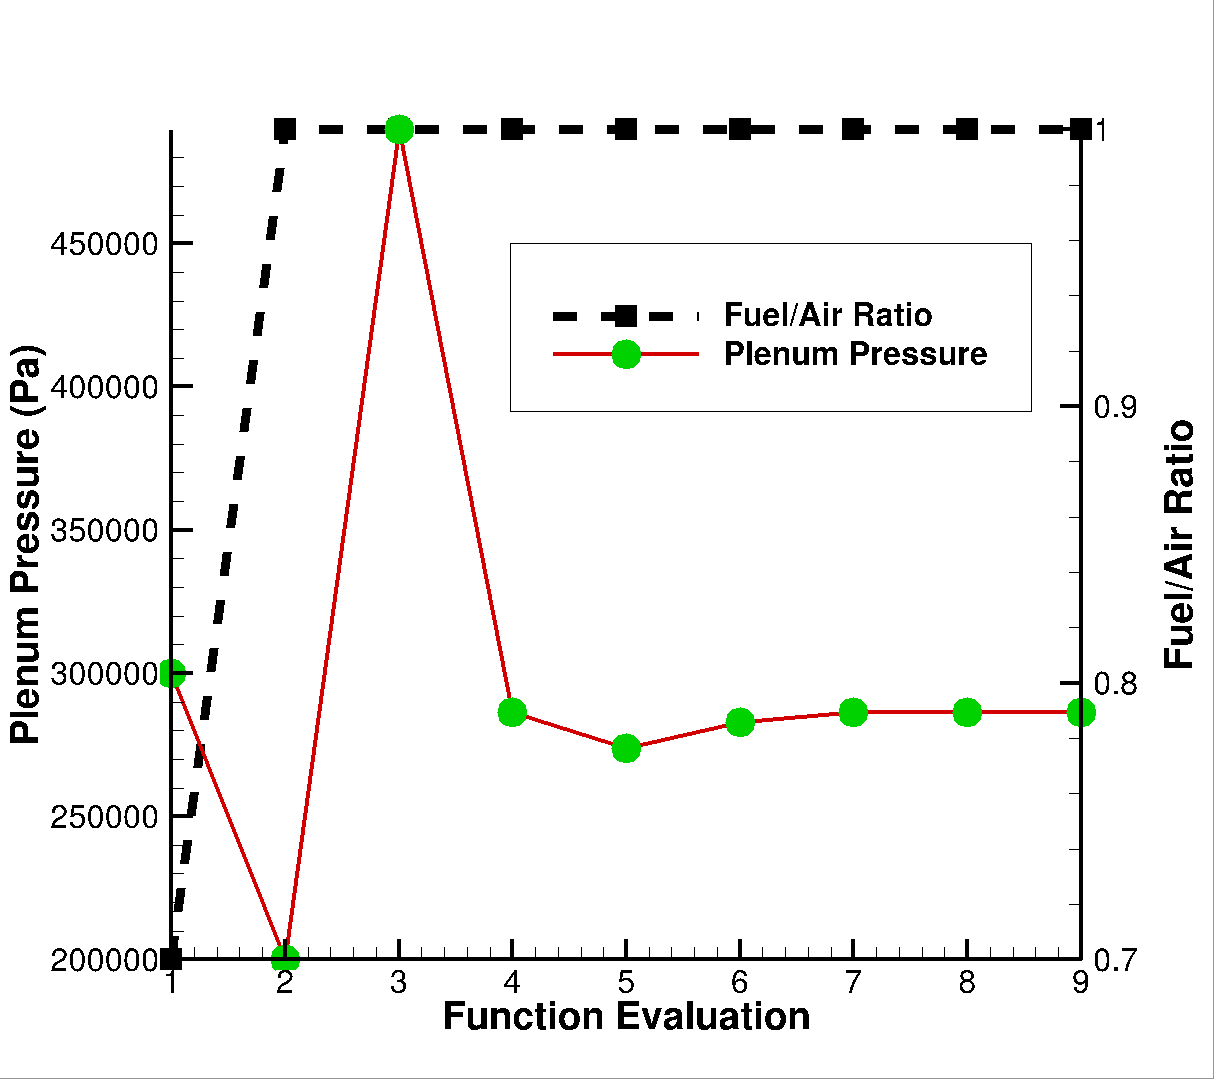 1
450000
Fuel/Air Ratio
Plenum Pressure
400000
0.9
350000
300000
0.8
250000
200000
0.7
1 2 3 4 5 6 7 8 9
Function Evaluation
Plenum Pressure (Pa)
Fuel/Air Ratio